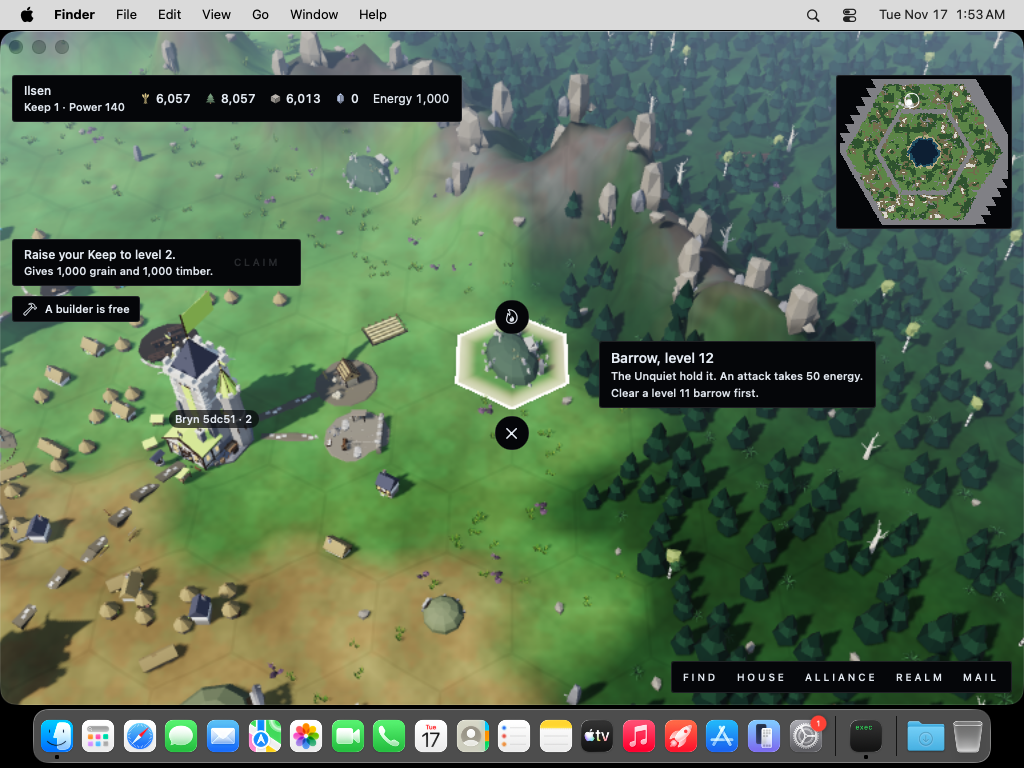 Finder File Edit View Go Window Help Tue Nov 17 1:53 AM
Ilsen
Keep 1 · Power 140
6,057 8,057 6,013 0 Energy 1,000
Raise your Keep to level 2.
Gives 1,000 grain and 1,000 timber.
CLAIM
A builder is free
Barrow, level 12
The Unquiet hold it. An attack takes 50 energy.
Clear a level 11 barrow first.
Bryn 5dc51 · 2
FIND HOUSE ALLIANCE REALM MAIL
Tue
17
tv
1
exec